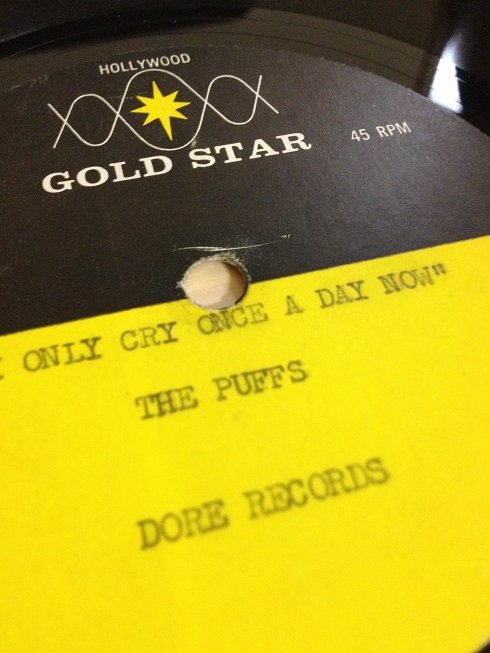 HOLLYWOOD
GOLD STAR
45 RPM
I ONLY CRY ONCE A DAY NOW"
THE PUFFS
DORE RECORDS